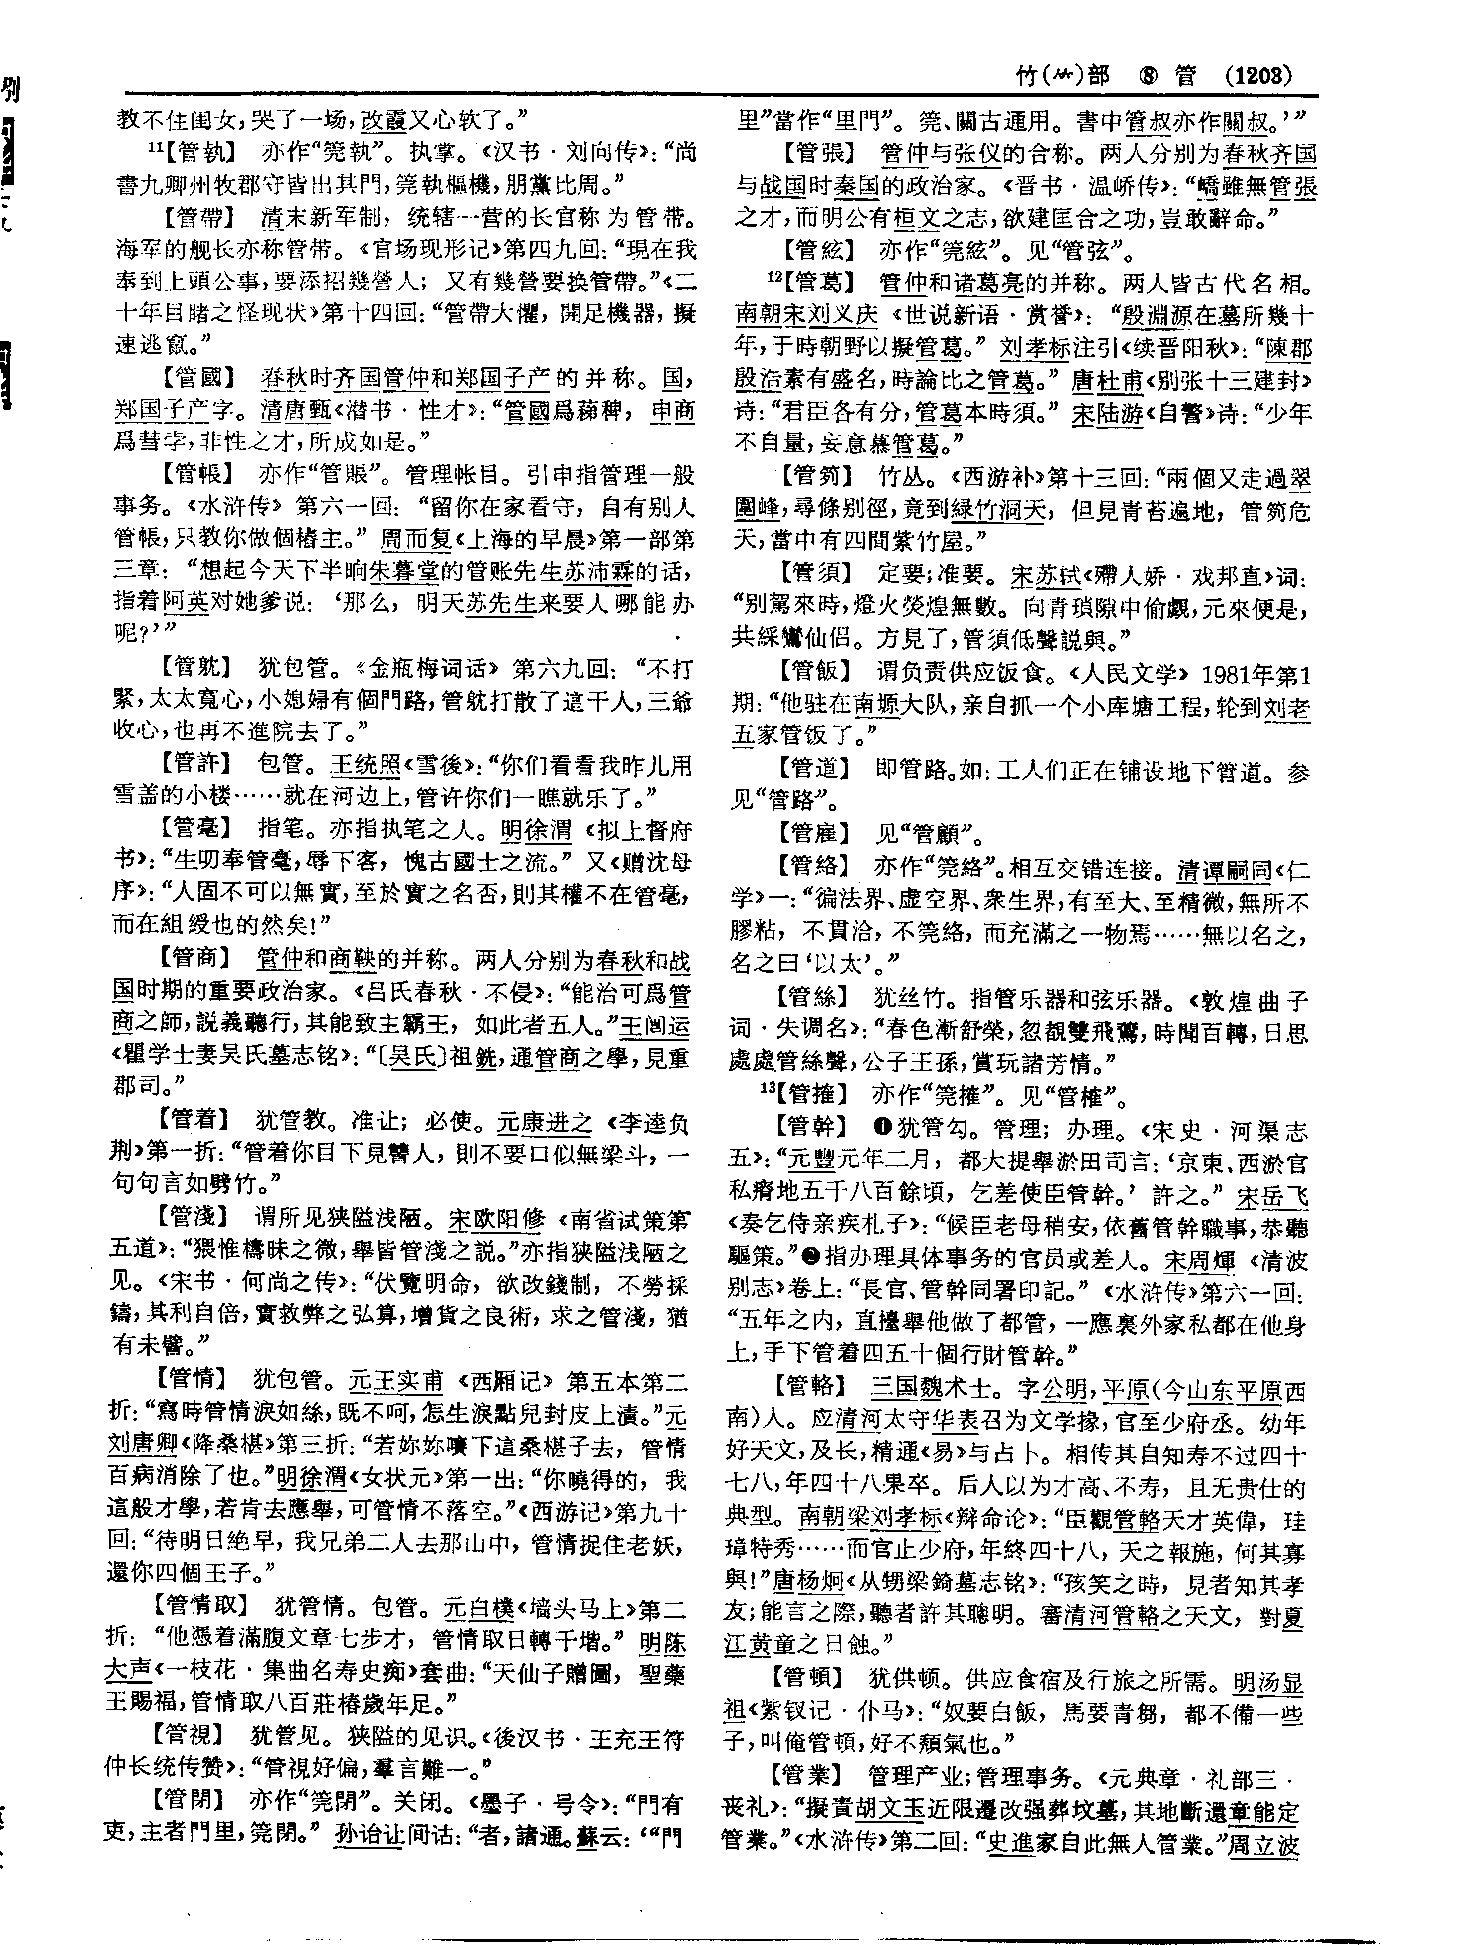 竹(⺮)部 ⑧ 管 (1203)
教不住闺女,哭了一场,改霞又心软了。”
¹¹【管執】 亦作“筦執”。执掌。《汉书·刘向传》:“尚
書九卿州牧郡守皆出其門,筦執樞機,朋黨比周。”
【管帶】 清末新军制,统辖一营的长官称为管带。
海军的舰长亦称管带。《官场现形记》第四九回:“現在我
奉到上頭公事,要添招幾營人;又有幾營要换管帶。”《二
十年目睹之怪现状》第十四回:“管帶大懼,開足機器,擬
速逃竄。”
【管國】 春秋时齐国管仲和郑国子产的并称。国,
郑国子产字。清唐甄《潜书·性才》:“管國爲蕛稗,申商
爲彗孛,非性之才,所成如是。”
【管帳】 亦作“管賬”。管理帐目。引申指管理一般
事务。《水浒传》第六一回:“留你在家看守,自有别人
管帳,只教你做個樁主。”周而复《上海的早晨》第一部第
三章:“想起今天下半晌朱暮堂的管账先生苏沛霖的话,
指着阿英对她爹说:‘那么,明天苏先生来要人哪能办
呢?’”
【管躭】 犹包管。《金瓶梅词话》第六九回:“不打
緊,太太寬心,小媳婦有個門路,管躭打散了這干人,三爺
收心,也再不進院去了。”
【管許】 包管。王统照《雪後》:“你们看看我昨儿用
雪盖的小楼……就在河边上,管许你们一瞧就乐了。”
【管毫】 指笔。亦指执笔之人。明徐渭《拟上督府
书》:“生叨奉管毫,辱下客,愧古國士之流。”又《赠沈母
序》:“人固不可以無實,至於實之名否,則其權不在管毫,
而在組綬也的然矣!”
【管商】 管仲和商鞅的并称。两人分别为春秋和战
国时期的重要政治家。《吕氏春秋·不侵》:“能治可爲管
商之師,説義聽行,其能致主霸王,如此者五人。”王闿运
《瞿学士妻吴氏墓志铭》:“〔吴氏〕祖銑,通管商之學,見重
郡司。”
【管着】 犹管教。准让;必使。元康进之《李逵负
荆》第一折:“管着你目下見讐人,則不要口似無梁斗,一
句句言如劈竹。”
【管淺】 谓所见狭隘浅陋。宋欧阳修《南省试策第
五道》:“猥惟檮昧之微,舉皆管淺之説。”亦指狭隘浅陋之
见。《宋书·何尚之传》:“伏覽明命,欲改錢制,不勞採
鑄,其利自倍,實救弊之弘算,增貨之良術,求之管淺,猶
有未譬。”
【管情】 犹包管。元王实甫《西厢记》第五本第二
折:“寫時管情淚如絲,既不呵,怎生淚點兒封皮上漬。”元
刘唐卿《降桑椹》第三折:“若妳妳噄下這桑椹子去,管情
百病消除了也。”明徐渭《女状元》第一出:“你曉得的,我
這般才學,若肯去應舉,可管情不落空。”《西游记》第九十
回:“待明日絶早,我兄弟二人去那山中,管情捉住老妖,
還你四個王子。”
【管情取】 犹管情。包管。元白樸《墙头马上》第二
折:“他憑着滿腹文章七步才,管情取日轉千堦。”明陈
大声《一枝花·集曲名寿史痴》套曲:“天仙子贈圖,聖藥
王賜福,管情取八百莊椿歲年足。”
【管視】 犹管见。狭隘的见识。《後汉书·王充王符
仲长统传赞》:“管視好偏,羣言難一。”
【管閉】 亦作“筦閉”。关闭。《墨子·号令》:“門有
吏,主者門里,筦閉。”孙诒让间诂:“者,諸通。蘇云:‘“門
里”當作“里門”。筦、關古通用。書中管叔亦作關叔。’”
【管張】 管仲与张仪的合称。两人分别为春秋齐国
与战国时秦国的政治家。《晋书·温峤传》:“嶠雖無管張
之才,而明公有桓文之志,欲建匡合之功,豈敢辭命。”
【管絃】 亦作“筦絃”。见“管弦”。
¹²【管葛】 管仲和诸葛亮的并称。两人皆古代名相。
南朝宋刘义庆《世说新语·赏誉》:“殷淵源在墓所幾十
年,于時朝野以擬管葛。”刘孝标注引《续晋阳秋》:“陳郡
殷浩素有盛名,時論比之管葛。”唐杜甫《别张十三建封》
诗:“君臣各有分,管葛本時須。”宋陆游《自警》诗:“少年
不自量,妄意慕管葛。”
【管笻】 竹丛。《西游补》第十三回:“兩個又走過翠
圍峰,尋條别徑,竟到緑竹洞天,但見青苔遍地,管笻危
天,當中有四間紫竹屋。”
【管須】 定要;准要。宋苏轼《殢人娇·戏邦直》词:
“别駕來時,燈火熒煌無數。向青瑣隙中偷覷,元來便是,
共綵鸞仙侣。方見了,管須低聲説與。”
【管飯】 谓负责供应饭食。《人民文学》1981年第1
期:“他驻在南塬大队,亲自抓一个小库塘工程,轮到刘老
五家管饭了。”
【管道】 即管路。如:工人们正在铺设地下管道。参
见“管路”。
【管雇】 见“管顧”。
【管絡】 亦作“筦絡”。相互交错连接。清谭嗣同《仁
学》一:“徧法界、虚空界、衆生界,有至大、至精微,無所不
膠粘,不貫洽,不筦絡,而充滿之一物焉……無以名之,
名之曰‘以太’。”
【管絲】 犹丝竹。指管乐器和弦乐器。《敦煌曲子
词·失调名》:“春色漸舒榮,忽覩雙飛鷰,時聞百轉,日思
處處管絲聲,公子王孫,賞玩諸芳情。”
¹³【管搉】 亦作“筦搉”。见“管榷”。
【管幹】 ❶犹管勾。管理;办理。《宋史·河渠志
五》:“元豐元年二月,都大提舉淤田司言:‘京東、西淤官
私瘠地五千八百餘頃,乞差使臣管幹。’許之。”宋岳飞
《奏乞侍亲疾札子》:“候臣老母稍安,依舊管幹職事,恭聽
驅策。”❷指办理具体事务的官员或差人。宋周煇《清波
别志》卷上:“長官、管幹同署印記。”《水浒传》第六一回:
“五年之内,直擡舉他做了都管,一應裏外家私都在他身
上,手下管着四五十個行財管幹。”
【管輅】 三国魏术士。字公明,平原(今山东平原西
南)人。应清河太守华表召为文学掾,官至少府丞。幼年
好天文,及长,精通《易》与占卜。相传其自知寿不过四十
七八,年四十八果卒。后人以为才高、不寿,且无贵仕的
典型。南朝梁刘孝标《辩命论》:“臣觀管輅天才英偉,珪
璋特秀……而官止少府,年終四十八,天之報施,何其寡
與!”唐杨炯《从甥梁錡墓志铭》:“孩笑之時,見者知其孝
友;能言之際,聽者許其聰明。審清河管輅之天文,對夏
江黄童之日蝕。”
【管頓】 犹供顿。供应食宿及行旅之所需。明汤显
祖《紫钗记·仆马》:“奴要白飯,馬要青芻,都不備一些
子,叫俺管頓,好不頹氣也。”
【管業】 管理产业;管理事务。《元典章·礼部三·
丧礼》:“擬責胡文玉近限遷改强葬坟墓,其地斷還章能定
管業。”《水浒传》第二回:“史進家自此無人管業。”周立波